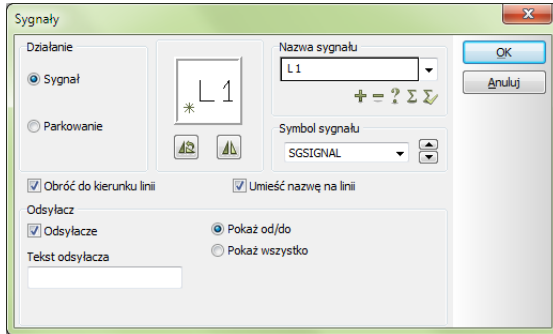 Sygnały
Działanie
Sygnał
Parkowanie
L1
Nazwa sygnału
L1
Symbol sygnału
SGSIGNAL
OK
Anuluj
Obróć do kierunku linii
Umieść nazwę na linii
Odsyłacz
Odsyłacze
Tekst odsyłacza
Pokaż od/do
Pokaż wszystko